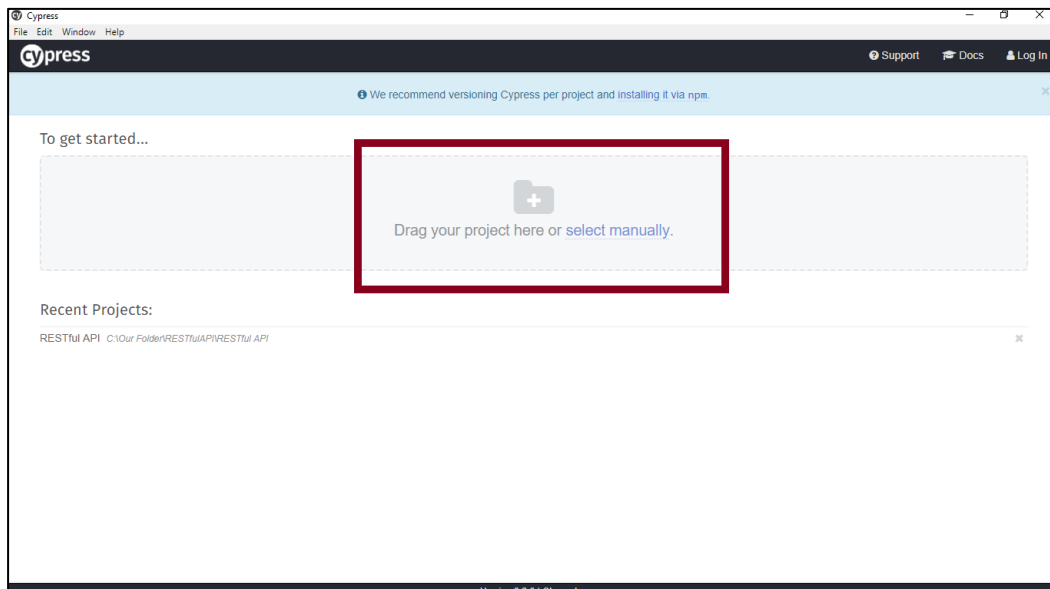 Cypress
File Edit Window Help
cypress
Support Docs Log In
We recommend versioning Cypress per project and installing it via npm.
To get started...
Drag your project here or select manually.
Recent Projects:
RESTful API C:\Our Folder\RESTfulAPI\RESTful API